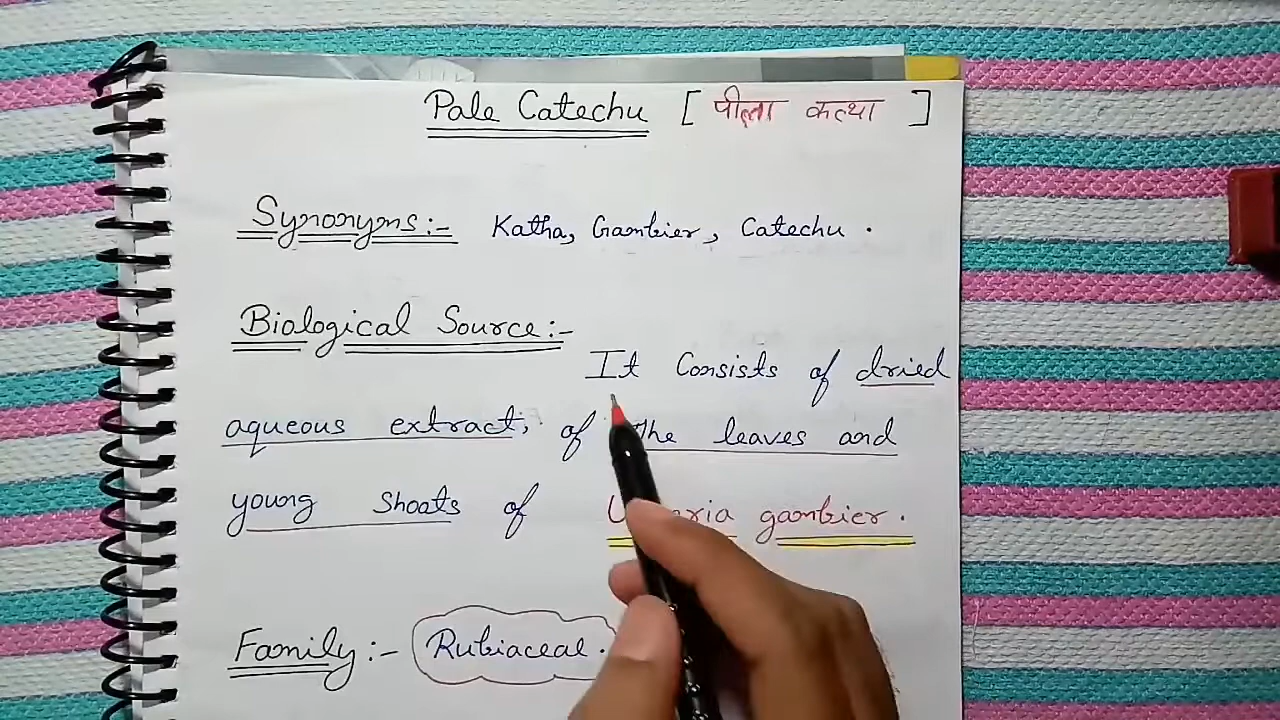 Pale Catechu [ पीला कत्था ]
Synonyms:- Katha, Gambier, Catechu .
Biological Source:-
It Consists of dried
aqueous extract, of the leaves and
young Shoots of gambier .
Family:- Rubiaceae .